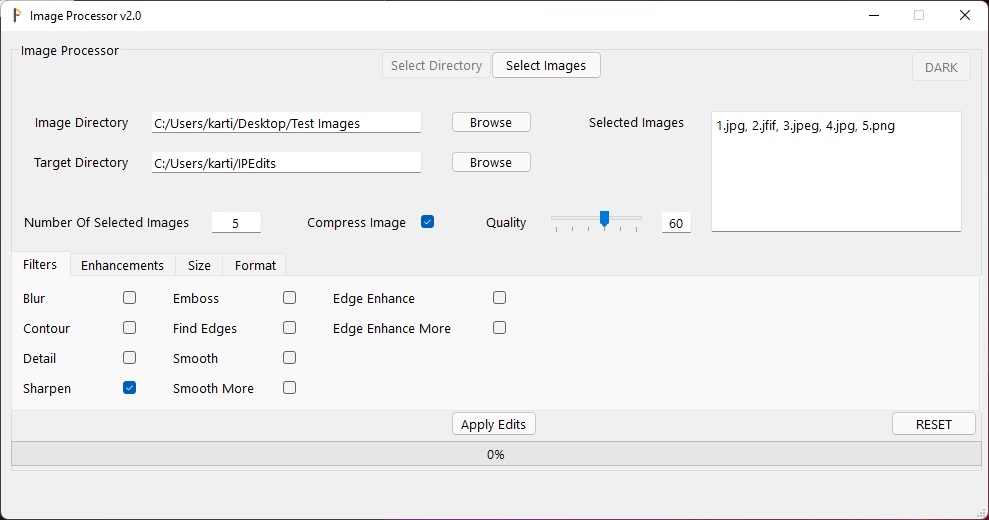 Image Processor v2.0
Image Processor
Select Directory Select Images DARK
Image Directory C:/Users/karti/Desktop/Test Images Browse Selected Images 1.jpg, 2.jfif, 3.jpeg, 4.jpg, 5.png
Target Directory C:/Users/karti/IPEdits Browse
Number Of Selected Images 5 Compress Image Quality 60
Filters Enhancements Size Format
Blur Emboss Edge Enhance
Contour Find Edges Edge Enhance More
Detail Smooth
Sharpen Smooth More
Apply Edits RESET
0%